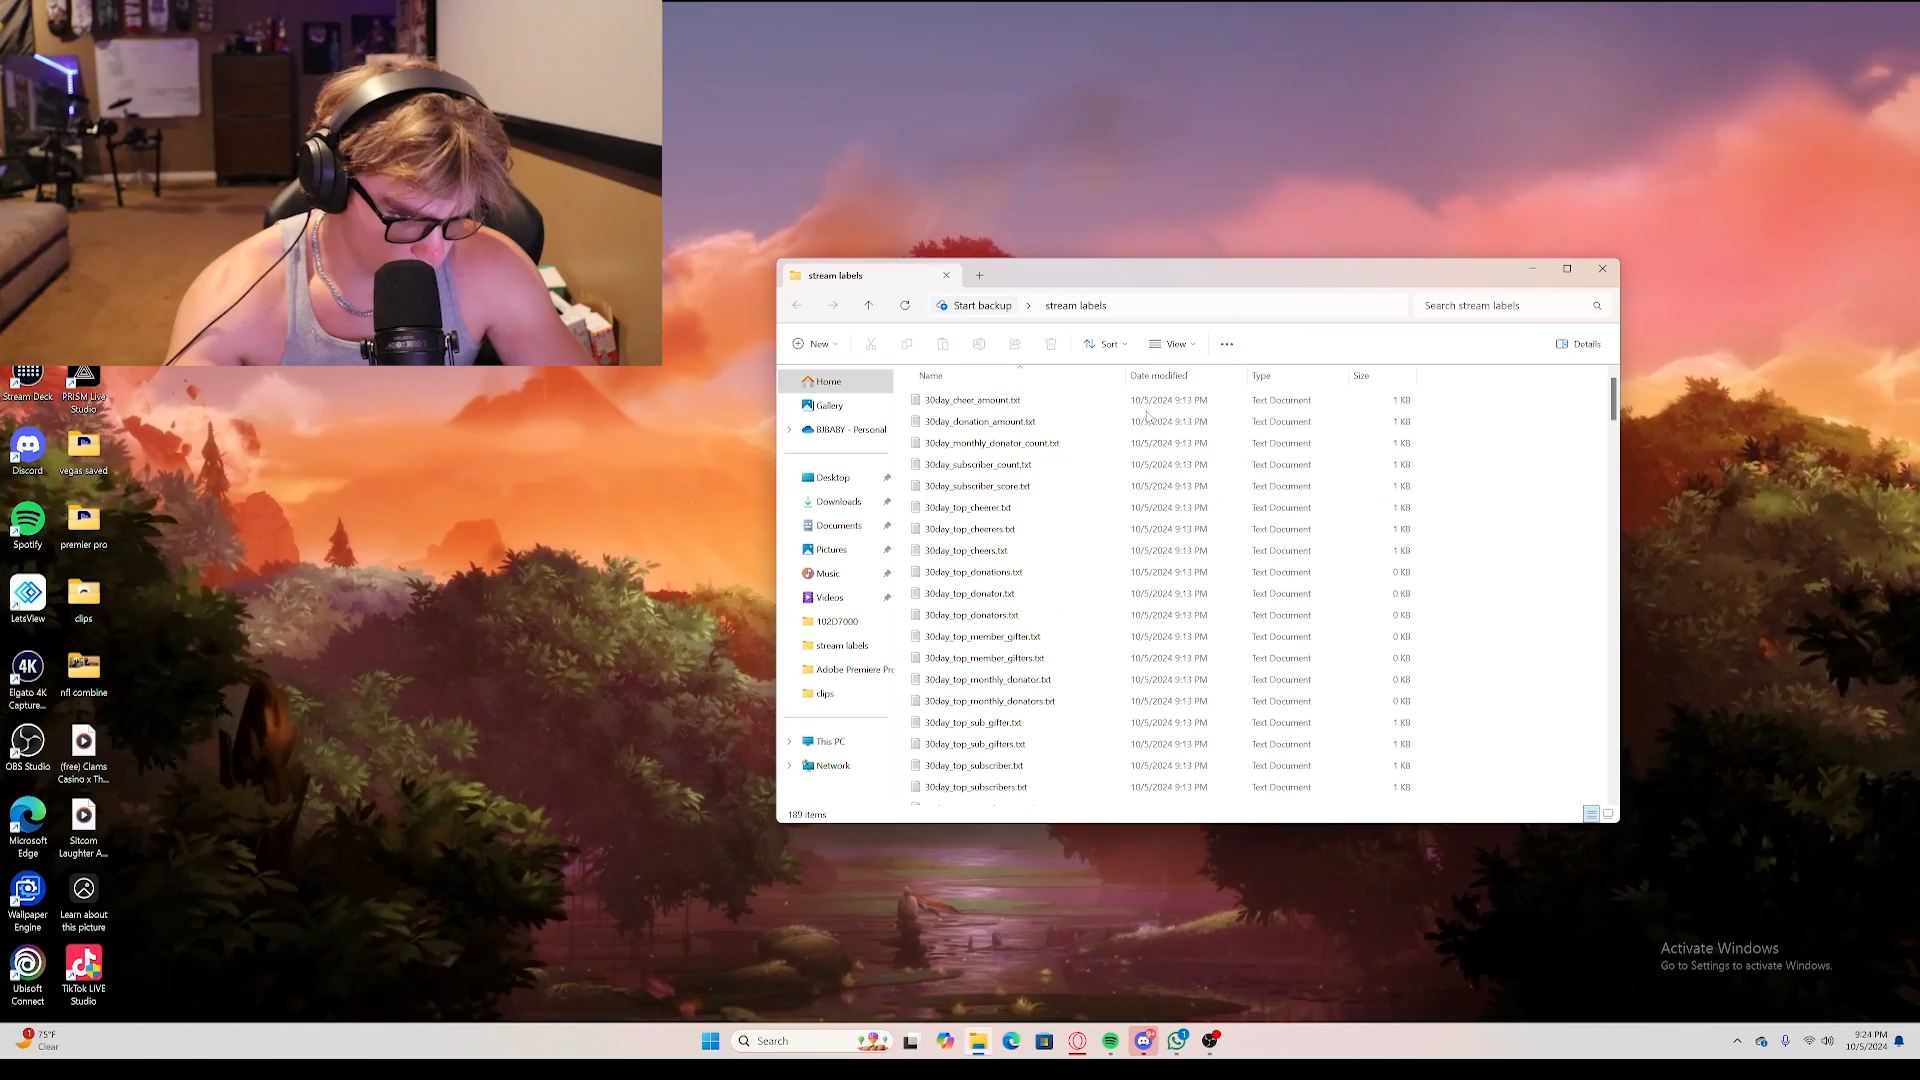 Stream Deck
PRISM Live
Studio
Discord
vegas saved
Spotify
premier pro
LetsView
clips
4K
Elgato 4K
Capture...
nfl combine
OBS Studio
(free) Clams
Casino x Th...
Microsoft
Edge
Sitcom
Laughter A...
Wallpaper
Engine
Learn about
this picture
Ubisoft
Connect
TikTok LIVE
Studio
stream labels
Start backup
stream labels
Search stream labels
New
Sort
View
Details
Home
Gallery
BJBABY - Personal
Desktop
Downloads
Documents
Pictures
Music
Videos
102D7000
stream labels
Adobe Premiere Pro
clips
This PC
Network
Name Date modified Type Size
30day_cheer_amount.txt 10/5/2024 9:13 PM Text Document 1 KB
30day_donation_amount.txt 10/5/2024 9:13 PM Text Document 1 KB
30day_monthly_donator_count.txt 10/5/2024 9:13 PM Text Document 1 KB
30day_subscriber_count.txt 10/5/2024 9:13 PM Text Document 1 KB
30day_subscriber_score.txt 10/5/2024 9:13 PM Text Document 1 KB
30day_top_cheerer.txt 10/5/2024 9:13 PM Text Document 1 KB
30day_top_cheerers.txt 10/5/2024 9:13 PM Text Document 1 KB
30day_top_cheers.txt 10/5/2024 9:13 PM Text Document 1 KB
30day_top_donations.txt 10/5/2024 9:13 PM Text Document 0 KB
30day_top_donator.txt 10/5/2024 9:13 PM Text Document 0 KB
30day_top_donators.txt 10/5/2024 9:13 PM Text Document 0 KB
30day_top_member_gifter.txt 10/5/2024 9:13 PM Text Document 0 KB
30day_top_member_gifters.txt 10/5/2024 9:13 PM Text Document 0 KB
30day_top_monthly_donator.txt 10/5/2024 9:13 PM Text Document 0 KB
30day_top_monthly_donators.txt 10/5/2024 9:13 PM Text Document 0 KB
30day_top_sub_gifter.txt 10/5/2024 9:13 PM Text Document 1 KB
30day_top_sub_gifters.txt 10/5/2024 9:13 PM Text Document 1 KB
30day_top_subscriber.txt 10/5/2024 9:13 PM Text Document 1 KB
30day_top_subscribers.txt 10/5/2024 9:13 PM Text Document 1 KB
189 items
Activate Windows
Go to Settings to activate Windows.
1
75°F
Clear
Search
1
9:24 PM
10/5/2024